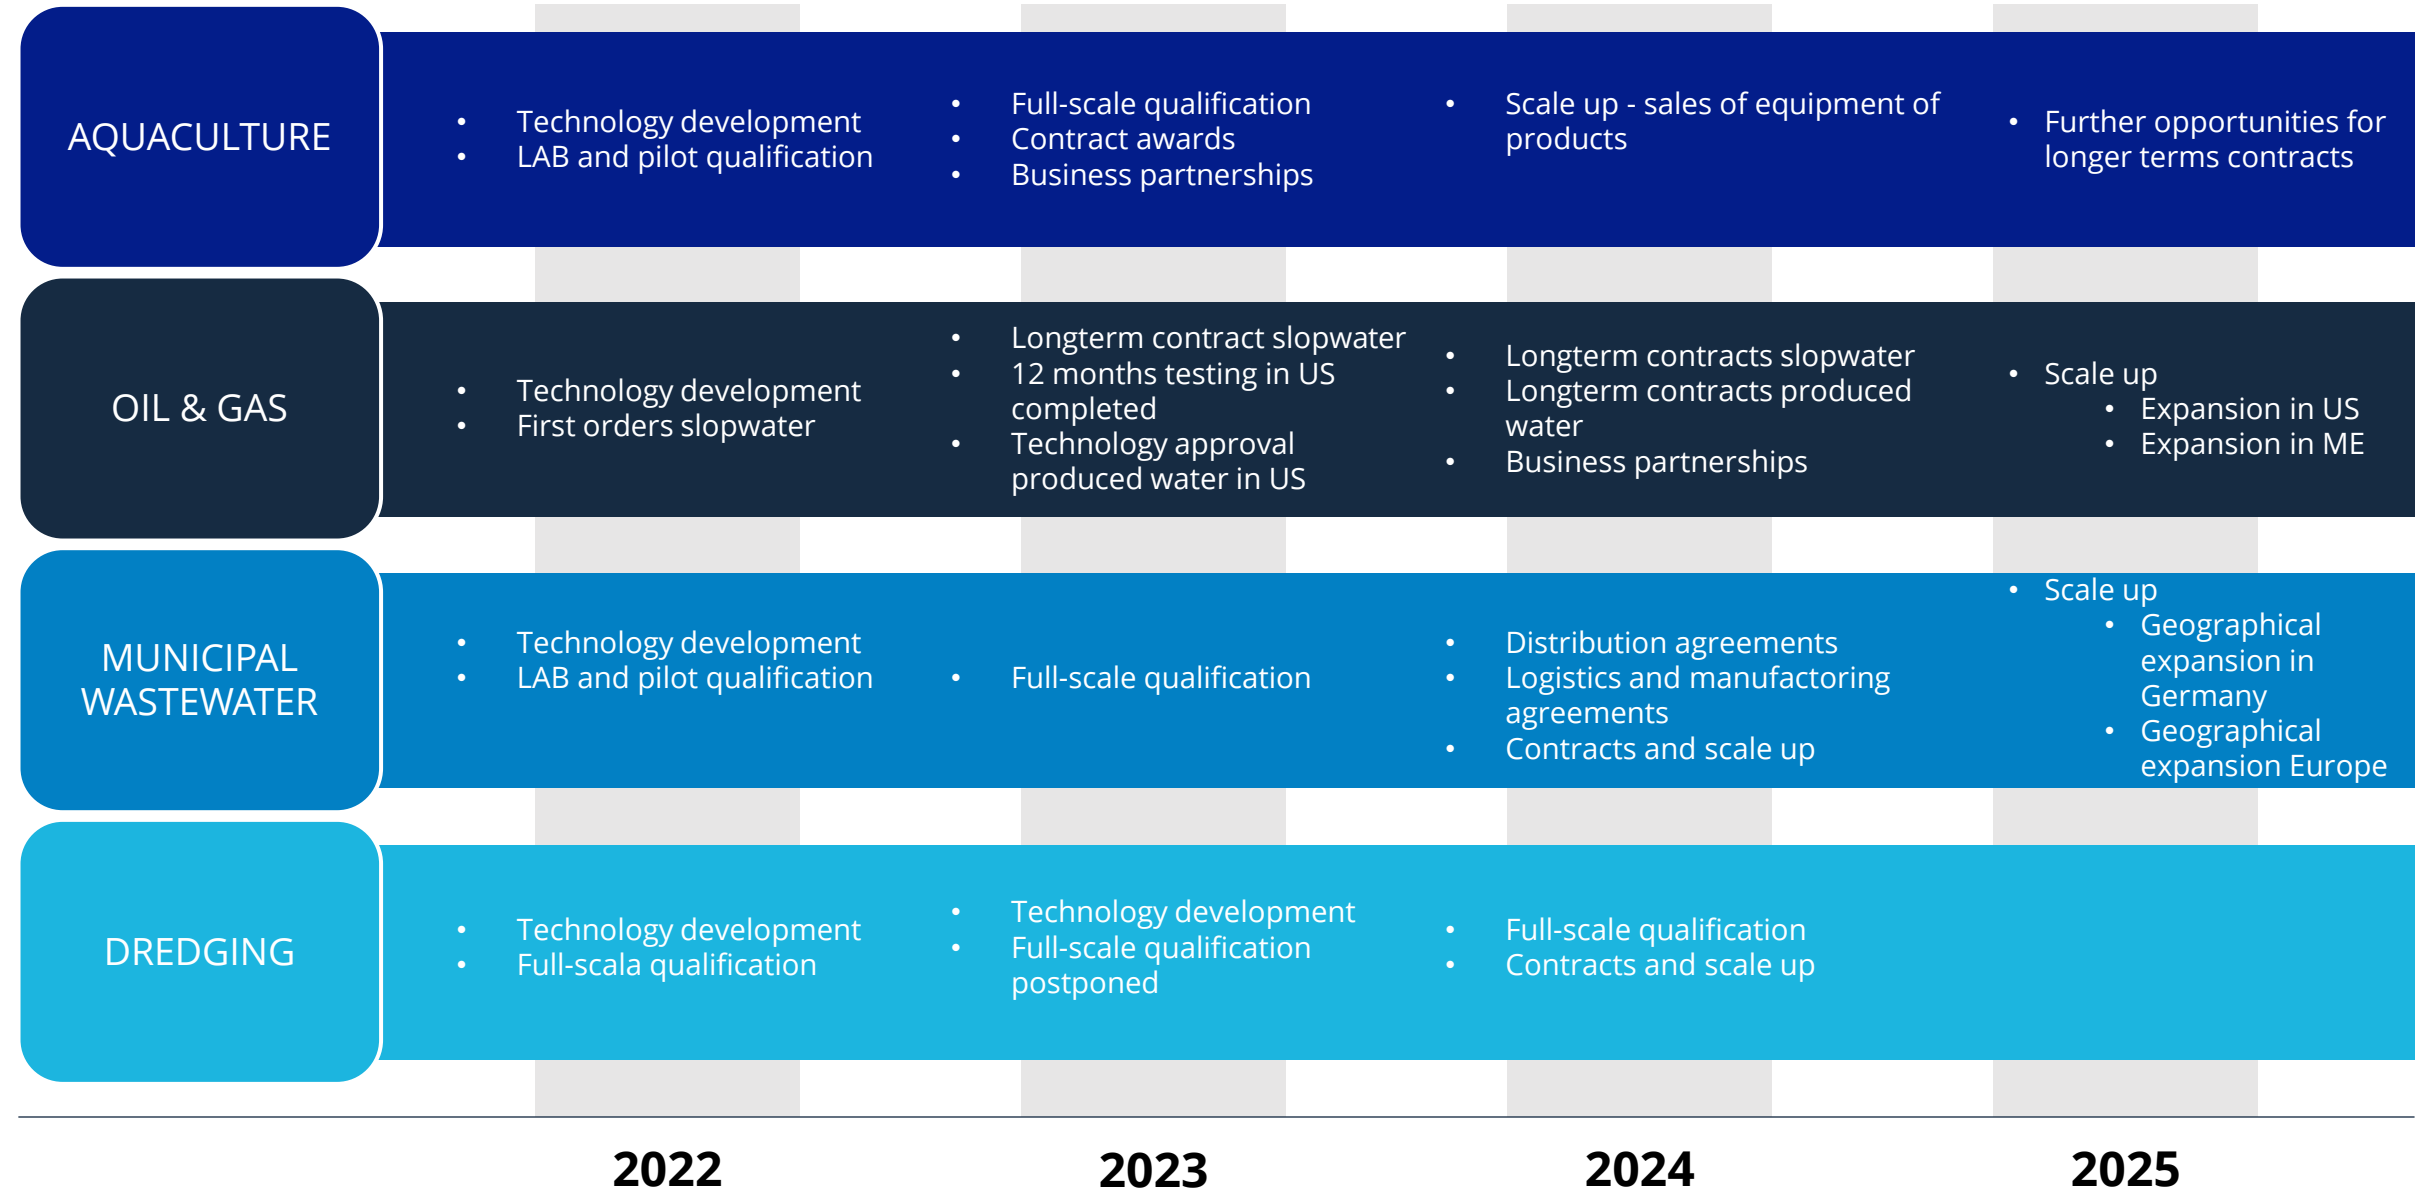 AQUACULTURE
• Technology development
• LAB and pilot qualification
• Full-scale qualification
• Contract awards
• Business partnerships
• Scale up - sales of equipment of
products
• Further opportunities for
longer terms contracts
OIL & GAS
• Technology development
• First orders slopwater
• Longterm contract slopwater
• 12 months testing in US
completed
• Technology approval
produced water in US
• Longterm contracts slopwater
• Longterm contracts produced
water
• Business partnerships
• Scale up
• Expansion in US
• Expansion in ME
MUNICIPAL
WASTEWATER
• Technology development
• LAB and pilot qualification
• Full-scale qualification
• Distribution agreements
• Logistics and manufactoring
agreements
• Contracts and scale up
• Scale up
• Geographical
expansion in
Germany
• Geographical
expansion Europe
DREDGING
• Technology development
• Full-scala qualification
• Technology development
• Full-scale qualification
postponed
• Full-scale qualification
• Contracts and scale up
2022
2023
2024
2025